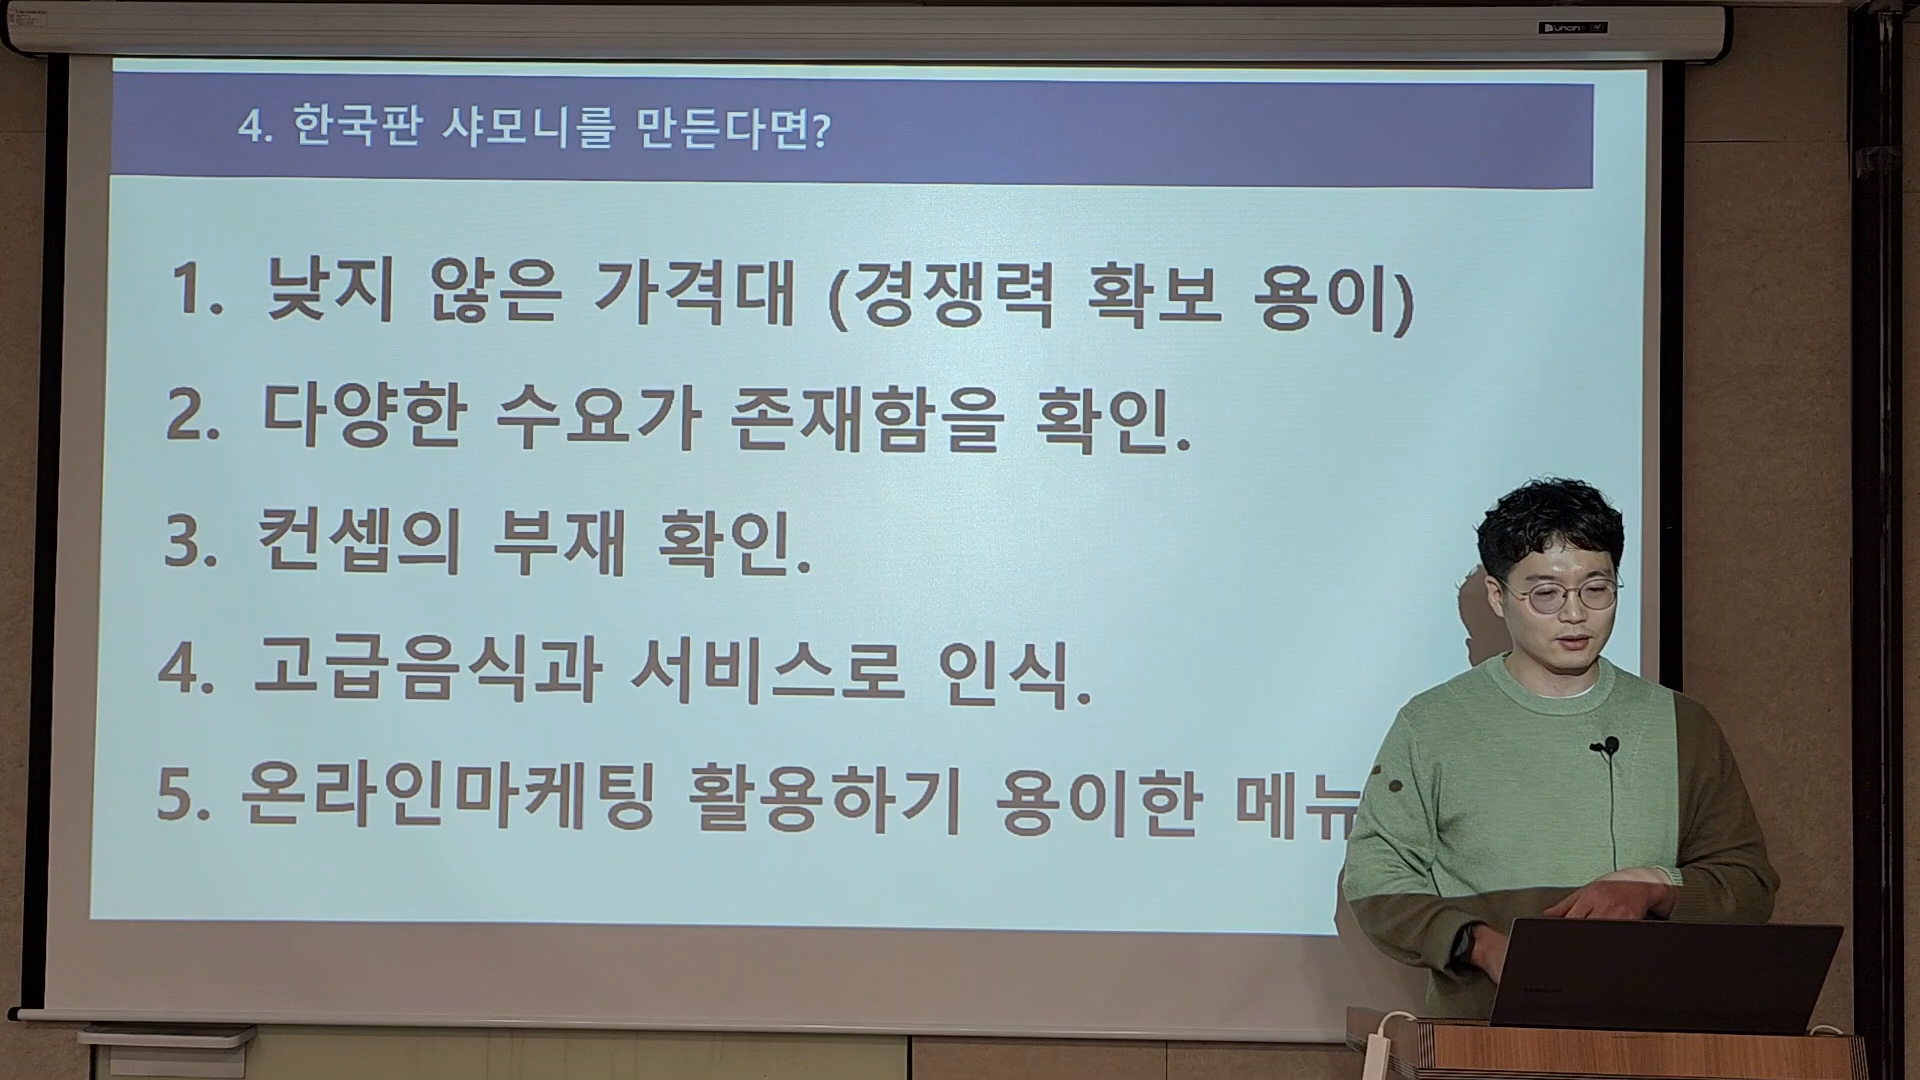 4. 한국판 샤모니를 만든다면?
1. 낮지 않은 가격대 (경쟁력 확보 용이)
2. 다양한 수요가 존재함을 확인.
3. 컨셉의 부재 확인.
4. 고급음식과 서비스로 인식.
5. 온라인마케팅 활용하기 용이한 메뉴
SAMSUNG